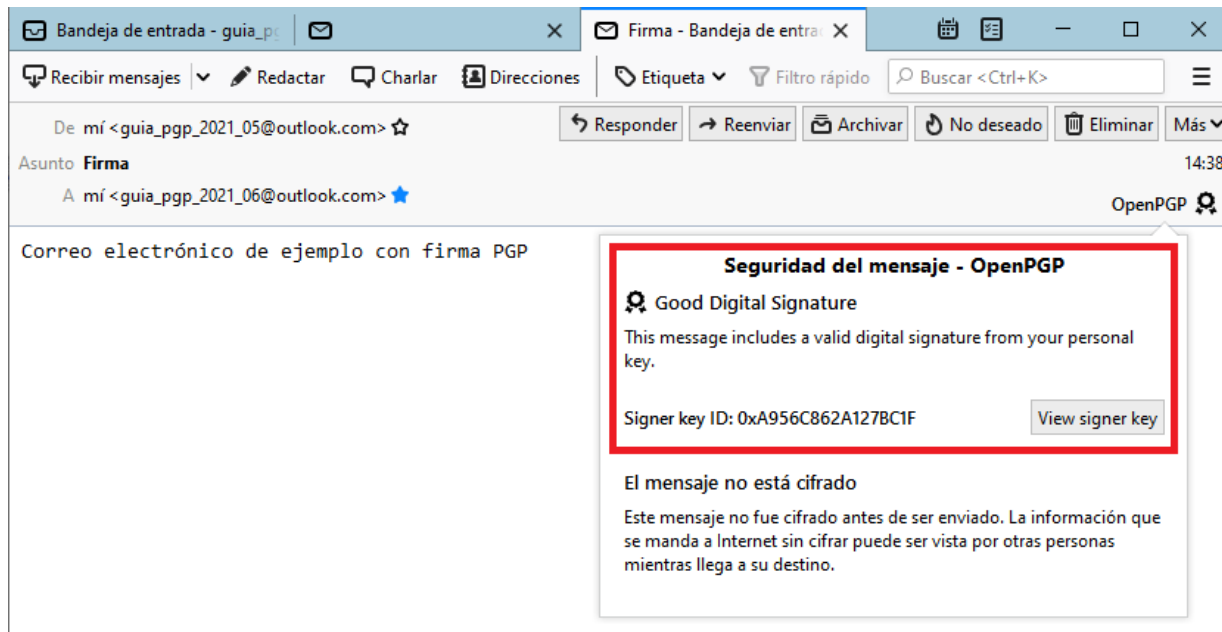 Bandeja de entrada - guia_pg
Firma - Bandeja de entra
Recibir mensajes Redactar Charlar Direcciones Etiqueta Filtro rápido Buscar <Ctrl+K>
De mí <guia_pgp_2021_05@outlook.com> Responder Reenviar Archivar No deseado Eliminar Más
Asunto Firma 14:38
A mí <guia_pgp_2021_06@outlook.com>
OpenPGP
Correo electrónico de ejemplo con firma PGP
Seguridad del mensaje - OpenPGP
Good Digital Signature
This message includes a valid digital signature from your personal
key.
Signer key ID: 0xA956C862A127BC1F View signer key
El mensaje no está cifrado
Este mensaje no fue cifrado antes de ser enviado. La información que
se manda a Internet sin cifrar puede ser vista por otras personas
mientras llega a su destino.